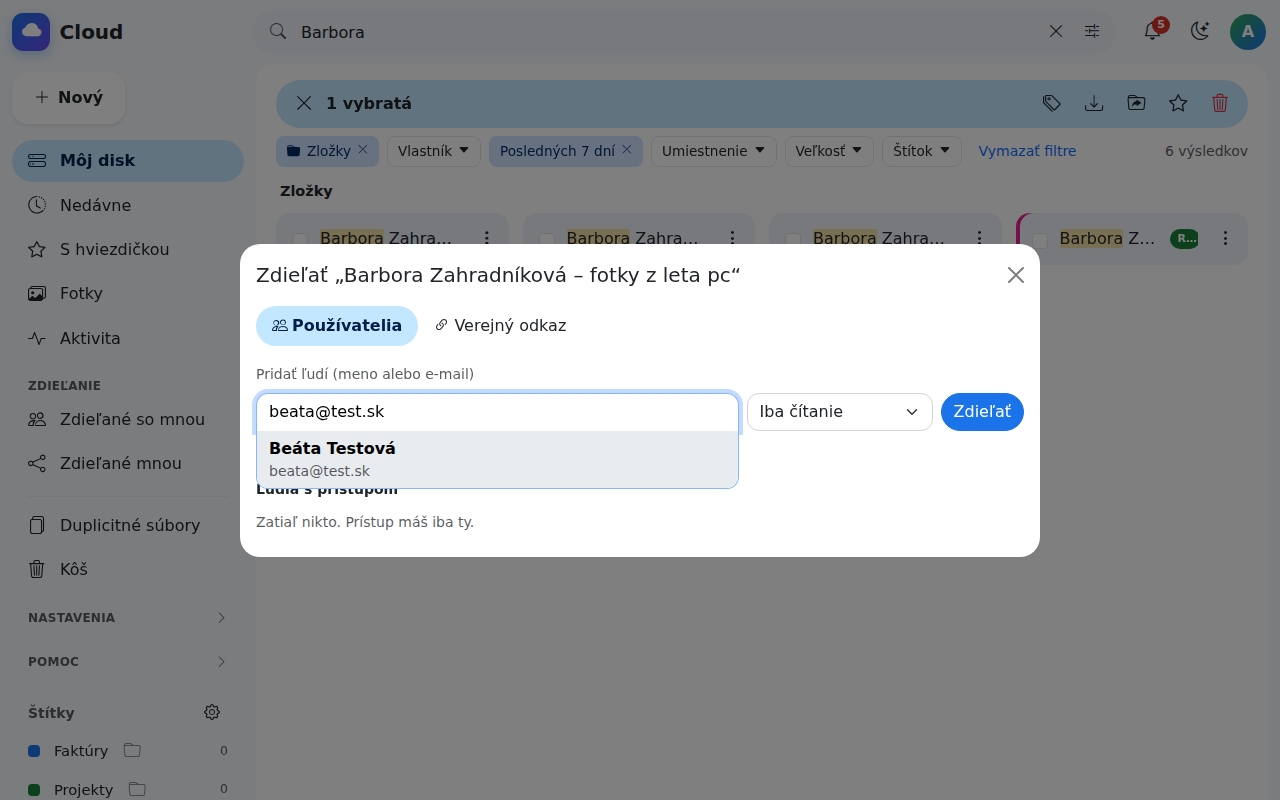 Cloud
Barbora
5
A
Nový
1 vybratá
Môj disk
Nedávne
S hviezdičkou
Fotky
Aktivita
ZDIEĽANIE
Zdieľané so mnou
Zdieľané mnou
Duplicitné súbory
Kôš
NASTAVENIA
POMOC
Štítky
Faktúry 0
Projekty 0
Zložky Vlastník Posledných 7 dní Umiestnenie Veľkosť Štítok Vymazať filtre 6 výsledkov
Zložky
Barbora Zahra... Barbora Zahra... Barbora Zahra... Barbora Z... R...
Zdieľať „Barbora Zahradníková – fotky z leta pc“
Používatelia Verejný odkaz
Pridať ľudí (meno alebo e-mail)
beata@test.sk Iba čítanie Zdieľať
Beáta Testová
beata@test.sk
Ľudia s prístupom
Zatiaľ nikto. Prístup máš iba ty.